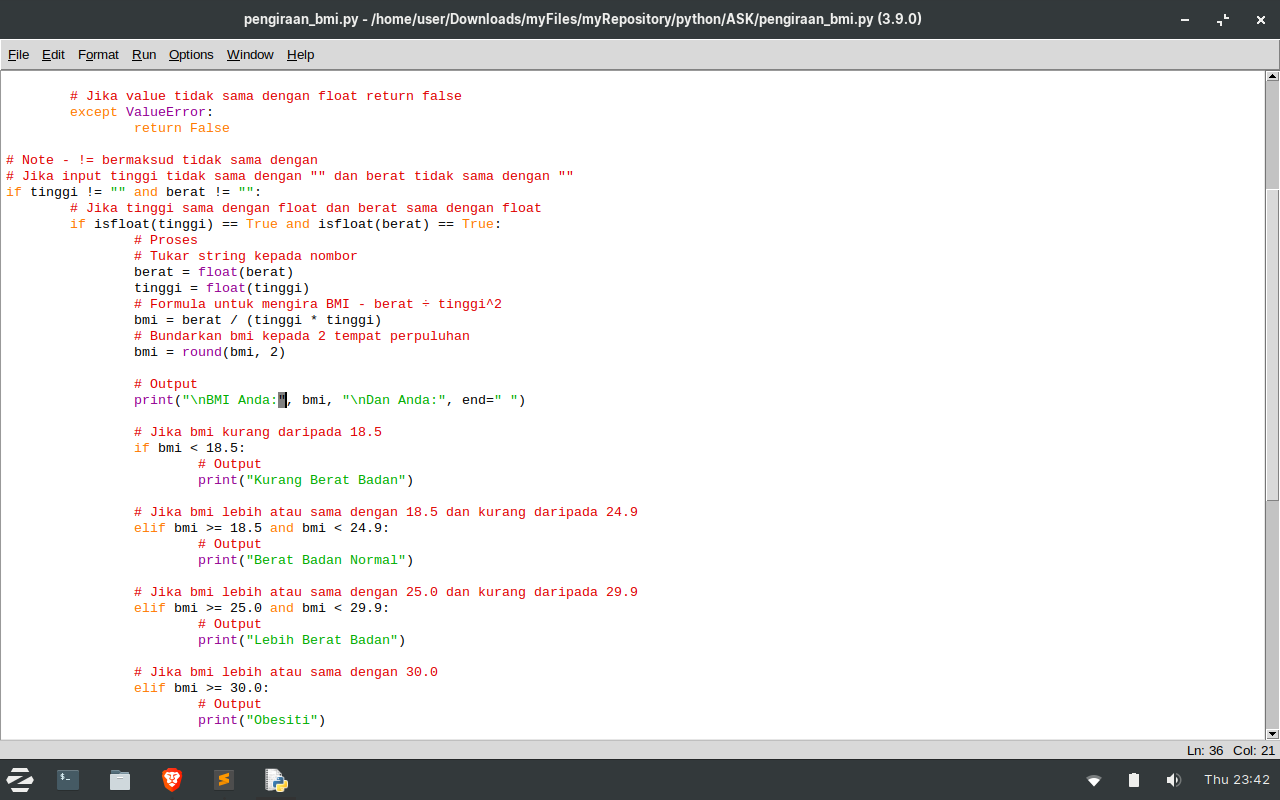 pengiraan_bmi.py - /home/user/Downloads/myFiles/myRepository/python/ASK/pengiraan_bmi.py (3.9.0)
File Edit Format Run Options Window Help
# Jika value tidak sama dengan float return false
except ValueError:
return False
# Note - != bermaksud tidak sama dengan
# Jika input tinggi tidak sama dengan "" dan berat tidak sama dengan ""
if tinggi != "" and berat != "":
# Jika tinggi sama dengan float dan berat sama dengan float
if isfloat(tinggi) == True and isfloat(berat) == True:
# Proses
# Tukar string kepada nombor
berat = float(berat)
tinggi = float(tinggi)
# Formula untuk mengira BMI - berat ÷ tinggi^2
bmi = berat / (tinggi * tinggi)
# Bundarkan bmi kepada 2 tempat perpuluhan
bmi = round(bmi, 2)
# Output
print("\nBMI Anda:", bmi, "\nDan Anda:", end=" ")
# Jika bmi kurang daripada 18.5
if bmi < 18.5:
# Output
print("Kurang Berat Badan")
# Jika bmi lebih atau sama dengan 18.5 dan kurang daripada 24.9
elif bmi >= 18.5 and bmi < 24.9:
# Output
print("Berat Badan Normal")
# Jika bmi lebih atau sama dengan 25.0 dan kurang daripada 29.9
elif bmi >= 25.0 and bmi < 29.9:
# Output
print("Lebih Berat Badan")
# Jika bmi lebih atau sama dengan 30.0
elif bmi >= 30.0:
# Output
print("Obesiti")
Ln: 36 Col: 21
Thu 23:42